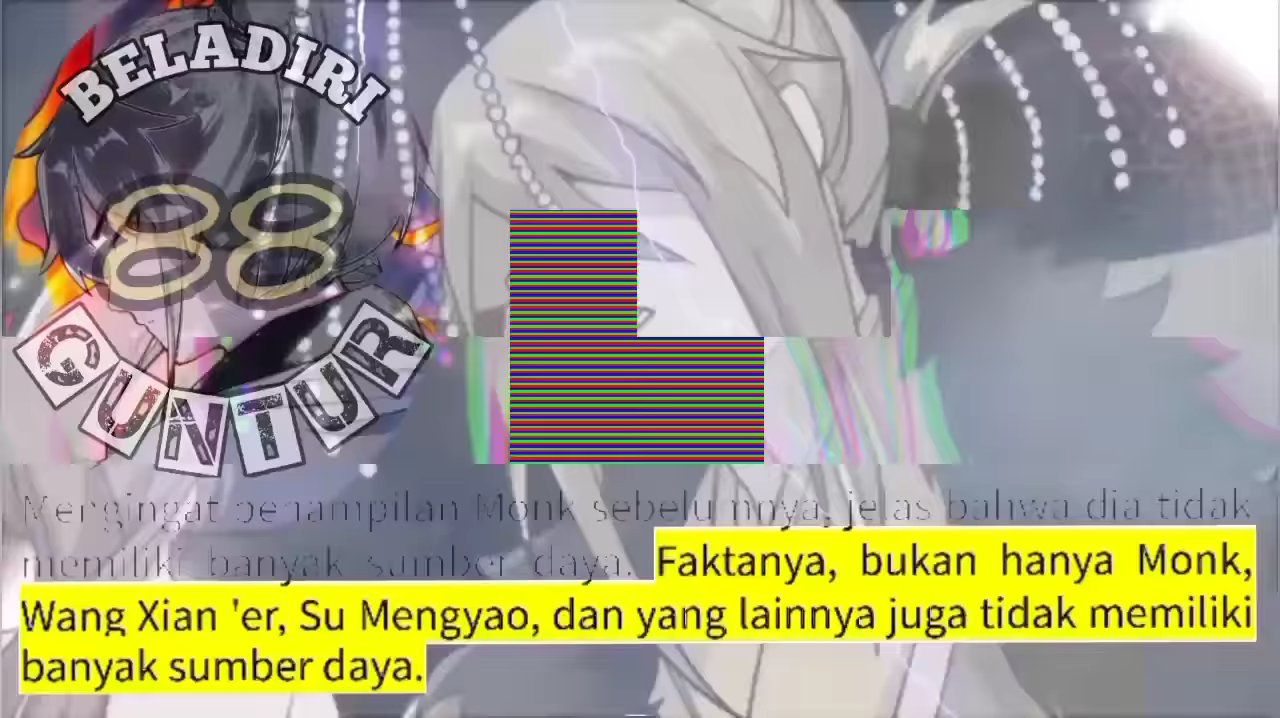 BELADIRI
88
GUNTUR
Mengingat penampilan Monk sebelumnya, jelas bahwa dia tidak
memiliki banyak sumber daya. Faktanya, bukan hanya Monk,
Wang Xian 'er, Su Mengyao, dan yang lainnya juga tidak memiliki
banyak sumber daya.